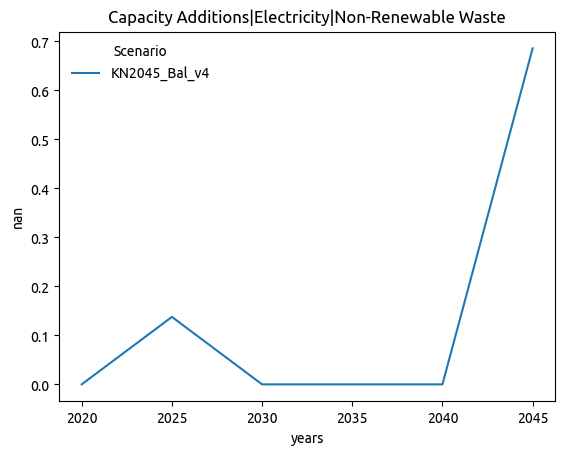 Capacity Additions|Electricity|Non-Renewable Waste
Scenario
KN2045_Bal_v4
0.7
0.6
0.5
0.4
0.3
0.2
0.1
0.0
nan
2020 2025 2030 2035 2040 2045
years